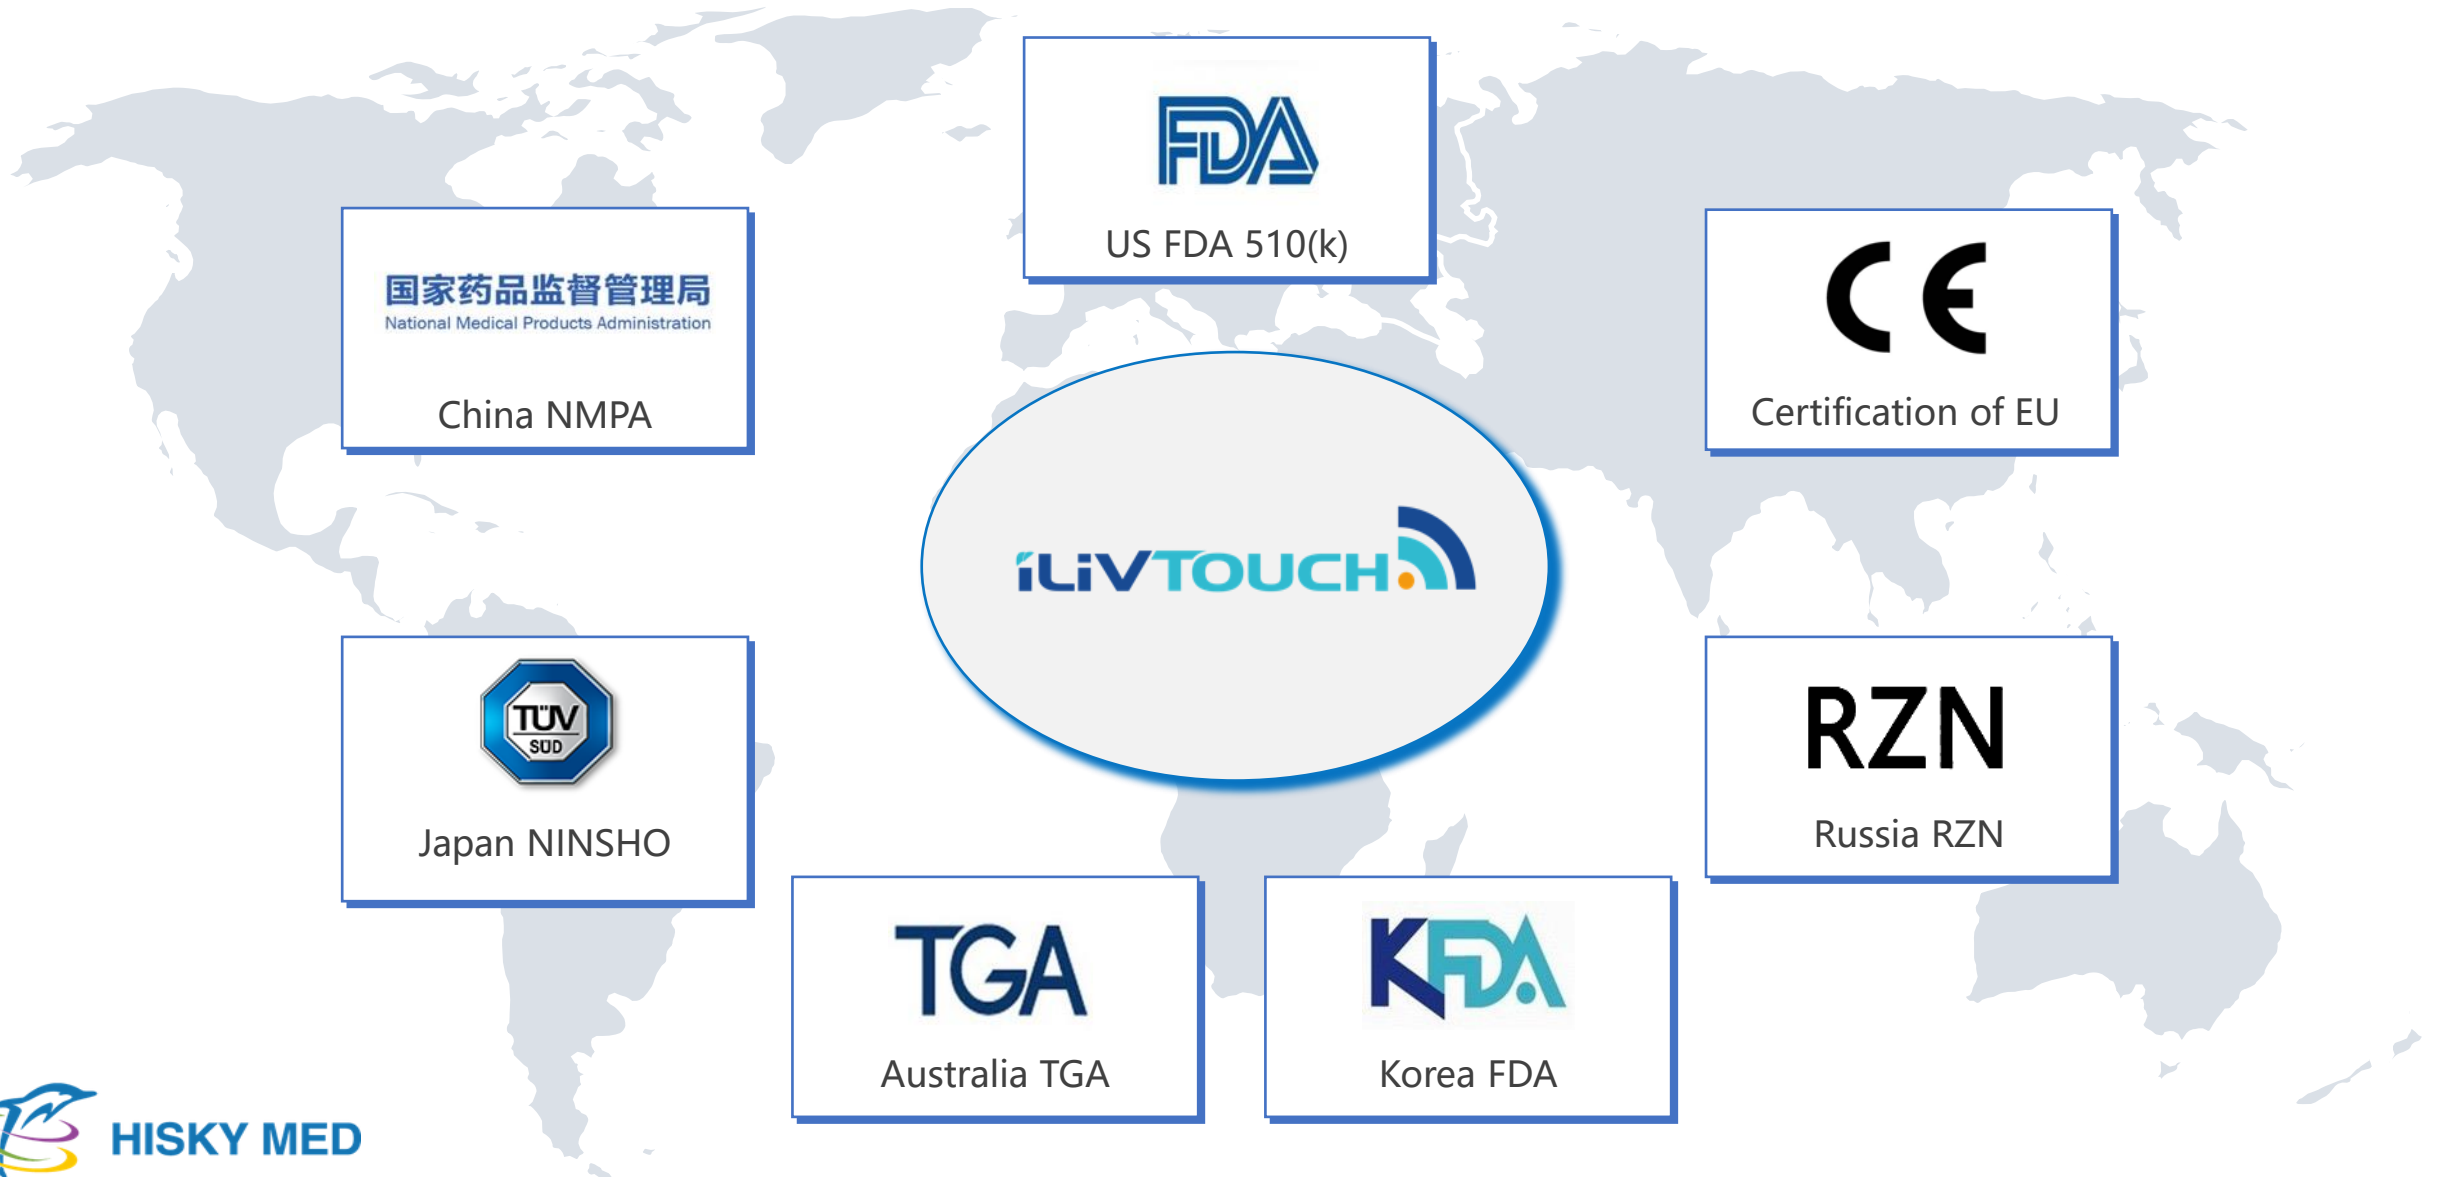 FDA
US FDA 510(k)
国家药品监督管理局
National Medical Products Administration
China NMPA
CE
Certification of EU
iLivTOUCH
TÜV
SÜD
Japan NINSHO
RZN
Russia RZN
TGA
Australia TGA
KFDA
Korea FDA
HISKY MED